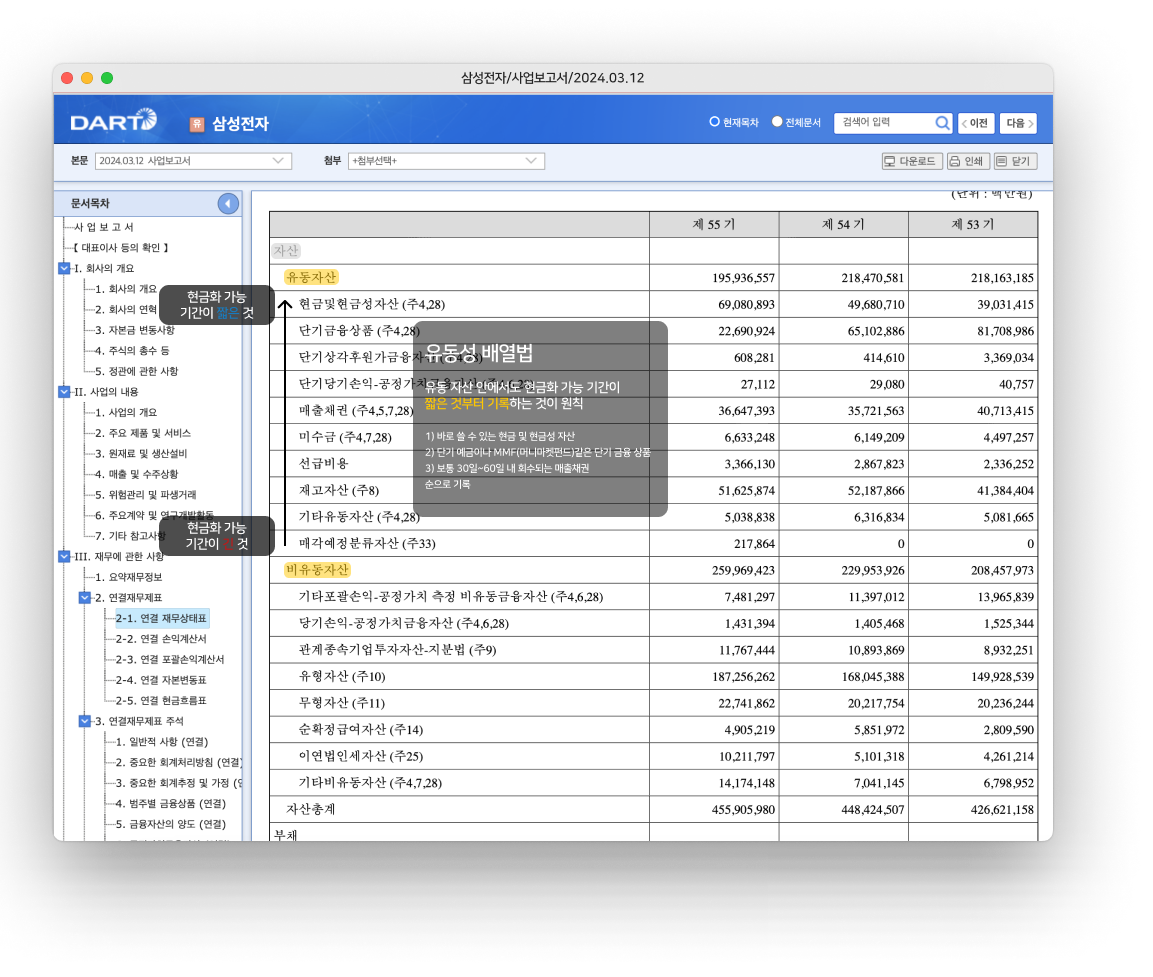 삼성전자/사업보고서/2024.03.12
DART 유 삼성전자 현재목차 전체문서 검색어 입력 이전 다음
본문 2024.03.12 사업보고서 첨부 +첨부선택+ 다운로드 인쇄 닫기
문서목차
사 업 보 고 서
【 대표이사 등의 확인 】
I. 회사의 개요
1. 회사의 개요
2. 회사의 연혁
3. 자본금 변동사항
4. 주식의 총수 등
5. 정관에 관한 사항
II. 사업의 내용
1. 사업의 개요
2. 주요 제품 및 서비스
3. 원재료 및 생산설비
4. 매출 및 수주상황
5. 위험관리 및 파생거래
6. 주요계약 및 연구개발활동
7. 기타 참고사항
III. 재무에 관한 사항
1. 요약재무정보
2. 연결재무제표
2-1. 연결 재무상태표
2-2. 연결 손익계산서
2-3. 연결 포괄손익계산서
2-4. 연결 자본변동표
2-5. 연결 현금흐름표
3. 연결재무제표 주석
1. 일반적 사항 (연결)
2. 중요한 회계처리방침 (연결)
3. 중요한 회계추정 및 가정 (연
4. 범주별 금융상품 (연결)
5. 금융자산의 양도 (연결)
현금화 가능
기간이 짧은 것
현금화 가능
기간이 긴 것
(단위 : 백만원)
제 55 기 제 54 기 제 53 기
자산
유동자산 195,936,557 218,470,581 218,163,185
현금및현금성자산 (주4,28) 69,080,893 49,680,710 39,031,415
단기금융상품 (주4,28) 22,690,924 65,102,886 81,708,986
단기상각후원가금융자 608,281 414,610 3,369,034
단기당기손익-공정가치 27,112 29,080 40,757
매출채권 (주4,5,7,28) 36,647,393 35,721,563 40,713,415
미수금 (주4,7,28) 6,633,248 6,149,209 4,497,257
선급비용 3,366,130 2,867,823 2,336,252
재고자산 (주8) 51,625,874 52,187,866 41,384,404
기타유동자산 (주4,28) 5,038,838 6,316,834 5,081,665
매각예정분류자산 (주33) 217,864 0 0
비유동자산 259,969,423 229,953,926 208,457,973
기타포괄손익-공정가치 측정 비유동금융자산 (주4,6,28) 7,481,297 11,397,012 13,965,839
당기손익-공정가치금융자산 (주4,6,28) 1,431,394 1,405,468 1,525,344
관계종속기업투자자산-지분법 (주9) 11,767,444 10,893,869 8,932,251
유형자산 (주10) 187,256,262 168,045,388 149,928,539
무형자산 (주11) 22,741,862 20,217,754 20,236,244
순확정급여자산 (주14) 4,905,219 5,851,972 2,809,590
이연법인세자산 (주25) 10,211,797 5,101,318 4,261,214
기타비유동자산 (주4,7,28) 14,174,148 7,041,145 6,798,952
자산총계 455,905,980 448,424,507 426,621,158
부채
유동성 배열법
유동 자산 안에서도 현금화 가능 기간이
짧은 것부터 기록하는 것이 원칙
1) 바로 쓸 수 있는 현금 및 현금성 자산
2) 단기 예금이나 MMF(머니마켓펀드)같은 단기 금융 상품
3) 보통 30일~60일 내 회수되는 매출채권
순으로 기록